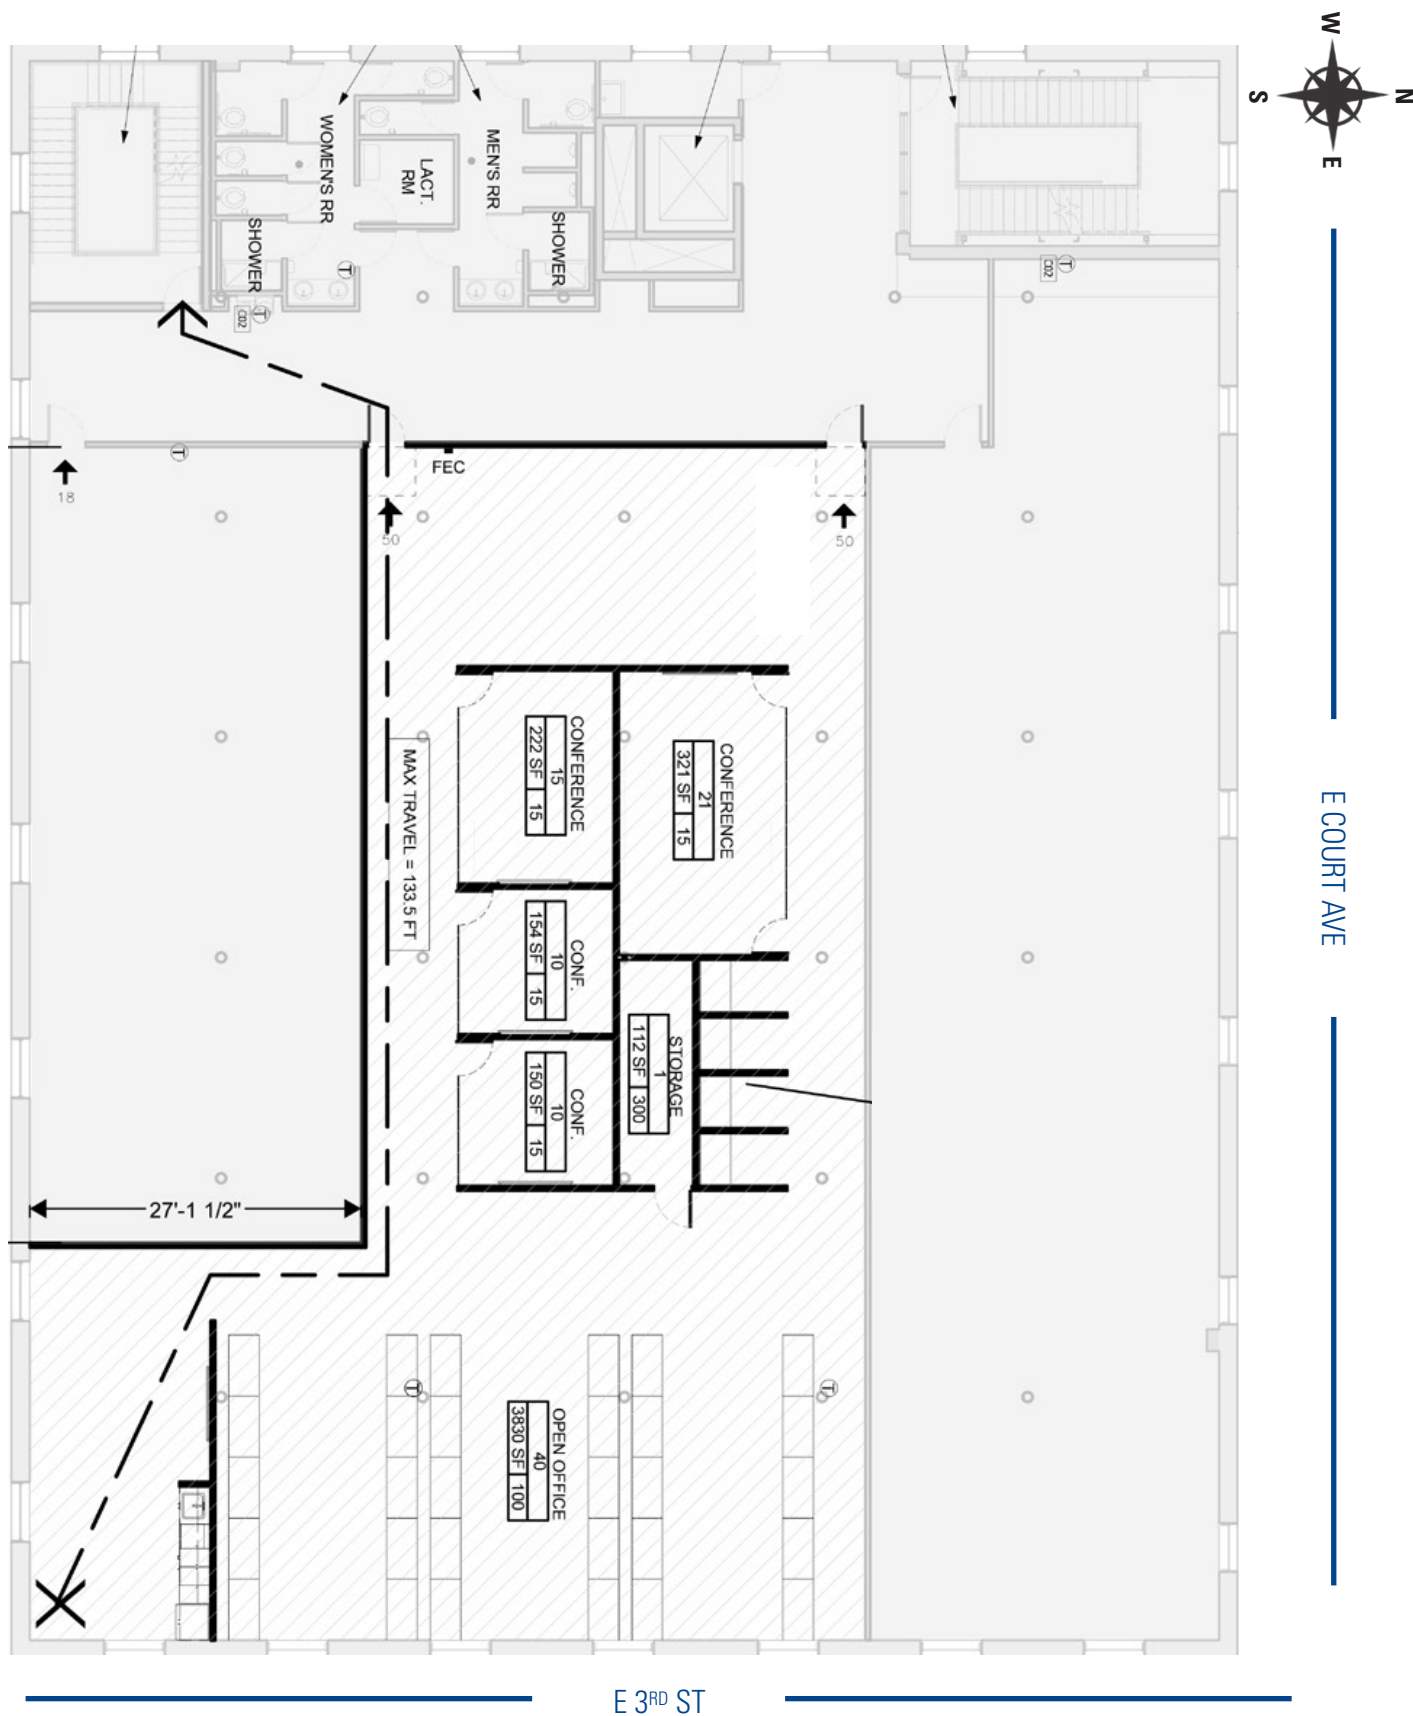 W
N
S
E
WOMEN'S RR
LACT.
RM
MEN'S RR
SHOWER
SHOWER
T
CO2
T
CO2
T
T
FEC
18
50
50
CONFERENCE
15
222 SF 15
CONFERENCE
21
321 SF 15
MAX TRAVEL = 133.5 FT
CONF.
10
154 SF 15
CONF.
10
150 SF 15
STORAGE
1
112 SF 300
27'-1 1/2"
T
T
OPEN OFFICE
40
3830 SF 100
E COURT AVE
E 3RD ST